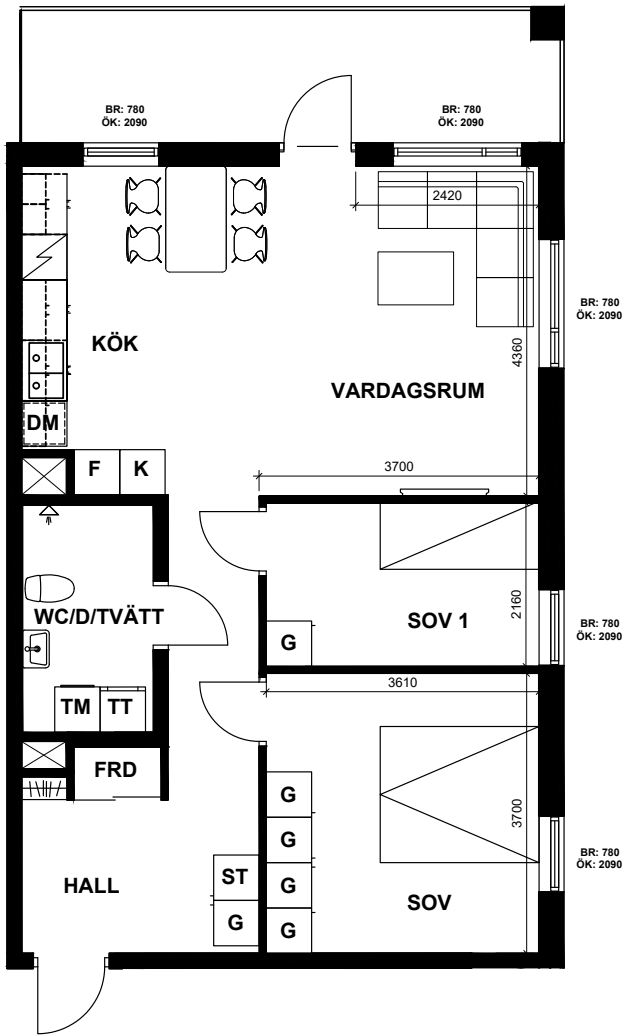 BR: 780
ÖK: 2090
BR: 780
ÖK: 2090
2420
BR: 780
ÖK: 2090
KÖK
4360
VARDAGSRUM
DM
F
K
3700
WC/D/TVÄTT
SOV 1
2160
BR: 780
ÖK: 2090
G
3610
TM
TT
FRD
G
3700
G
BR: 780
ÖK: 2090
HALL
ST
G
SOV
G
G